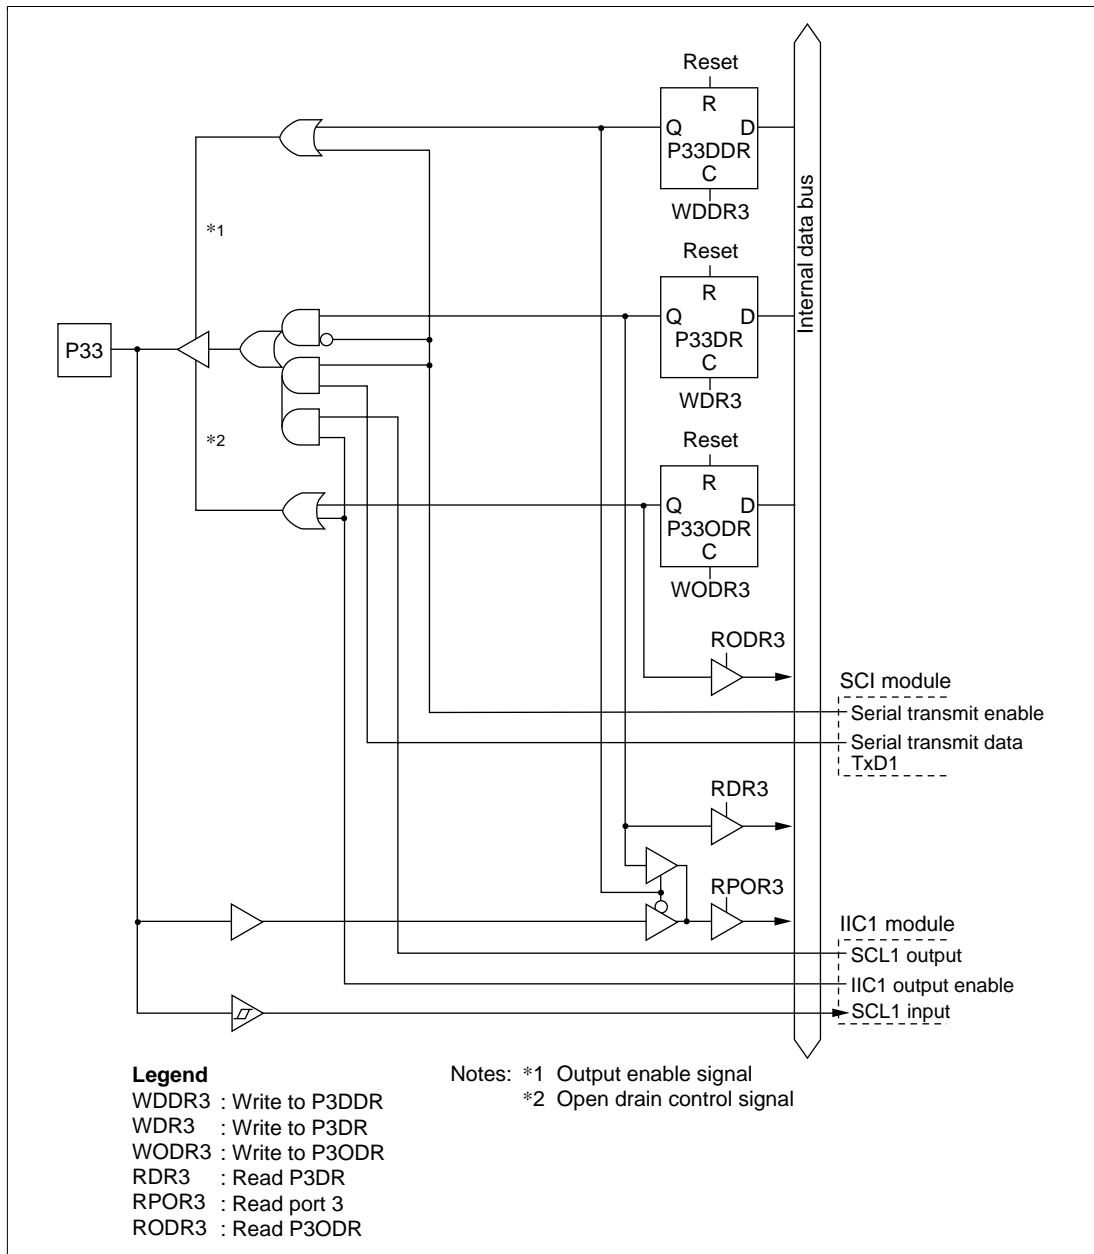 Reset
R
Q D
P33DDR
C
WDDR3
Internal data bus
*1
Reset
R
Q D
P33DR
C
WDR3
P33
*2
Reset
R
Q D
P33ODR
C
WODR3
RODR3
SCI module
Serial transmit enable
Serial transmit data
TxD1
RDR3
RPOR3
IIC1 module
SCL1 output
IIC1 output enable
SCL1 input
Legend
WDDR3 : Write to P3DDR
WDR3 : Write to P3DR
WODR3 : Write to P3ODR
RDR3 : Read P3DR
RPOR3 : Read port 3
RODR3 : Read P3ODR
Notes: *1 Output enable signal
*2 Open drain control signal